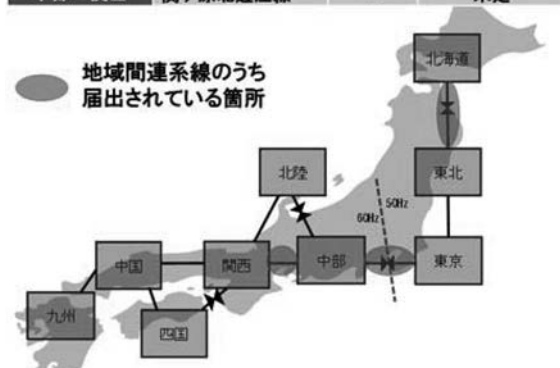 地域間連系線のうち
届出されている箇所
北海道
北陸
東北
50Hz
60Hz
中国
関西
中部
東京
九州
四国